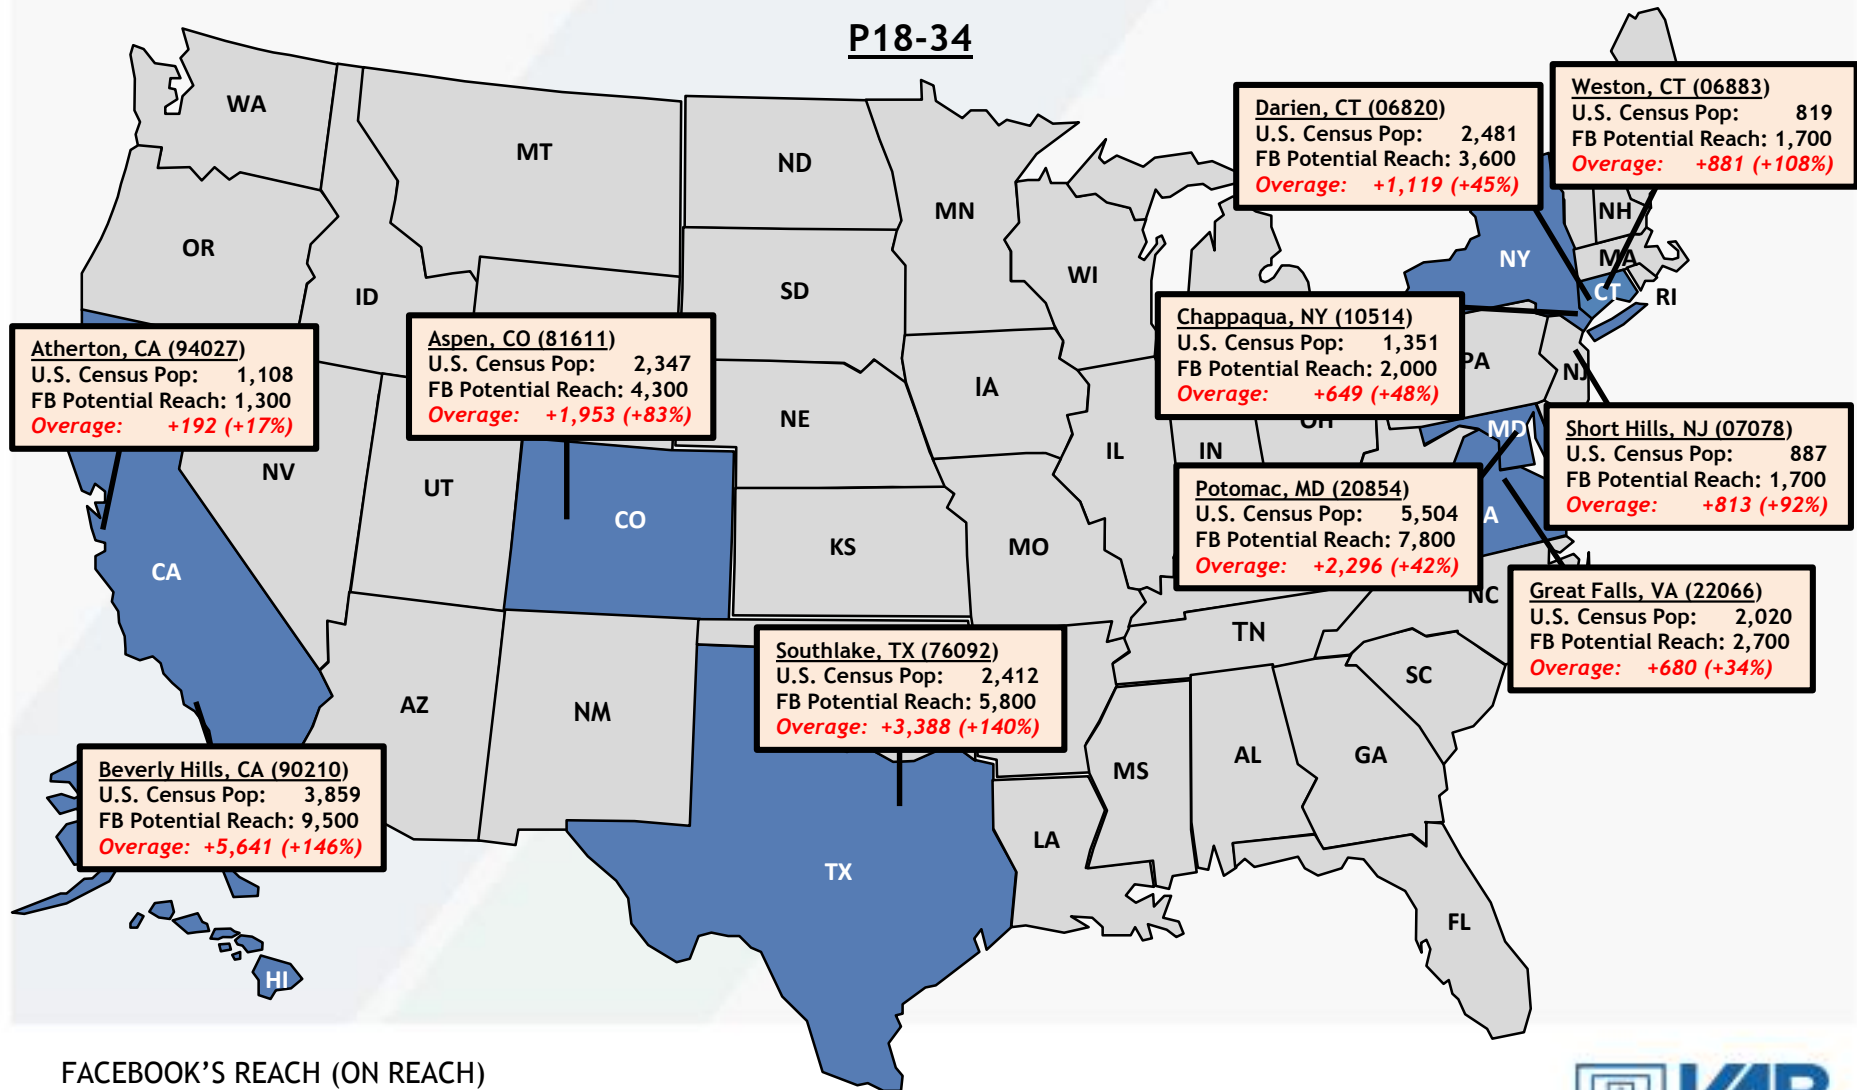 P18-34
WA
MT
ND
MN
OR
ID
SD
WI
NY
NH
MA
CT
RI
Darien, CT (06820)
U.S. Census Pop: 2,481
FB Potential Reach: 3,600
Overage: +1,119 (+45%)
Weston, CT (06883)
U.S. Census Pop: 819
FB Potential Reach: 1,700
Overage: +881 (+108%)
Atherton, CA (94027)
U.S. Census Pop: 1,108
FB Potential Reach: 1,300
Overage: +192 (+17%)
Aspen, CO (81611)
U.S. Census Pop: 2,347
FB Potential Reach: 4,300
Overage: +1,953 (+83%)
Chappaqua, NY (10514)
U.S. Census Pop: 1,351
FB Potential Reach: 2,000
Overage: +649 (+48%)
PA
NJ
IA
NE
OH
MD
Short Hills, NJ (07078)
U.S. Census Pop: 887
FB Potential Reach: 1,700
Overage: +813 (+92%)
NV
UT
CO
IL
IN
Potomac, MD (20854)
U.S. Census Pop: 5,504
FB Potential Reach: 7,800
Overage: +2,296 (+42%)
A
CA
KS
MO
NC
TN
Great Falls, VA (22066)
U.S. Census Pop: 2,020
FB Potential Reach: 2,700
Overage: +680 (+34%)
Southlake, TX (76092)
U.S. Census Pop: 2,412
FB Potential Reach: 5,800
Overage: +3,388 (+140%)
AZ
NM
SC
MS
AL
GA
Beverly Hills, CA (90210)
U.S. Census Pop: 3,859
FB Potential Reach: 9,500
Overage: +5,641 (+146%)
LA
TX
FL
HI
FACEBOOK'S REACH (ON REACH)
VAB